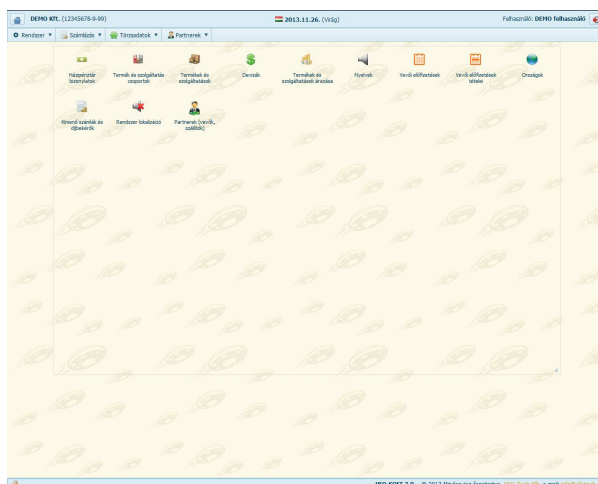 DEMO Kft. (12345678-9-99)
2013.11.26. (Virág)
Felhasználó: DEMO felhasználó
Rendszer
Számlázás
Törzsadatok
Partnerek
Házipénztár bizonylatok
Termék és szolgáltatás csoportok
Termékek és szolgáltatások
Devizák
Termékek és szolgáltatások árazása
Nyelvek
Vevői előfizetések
Vevői előfizetések tételei
Országok
Kimenő számlák és díjbekérők
Rendszer lokalizáció
Partnerek (vevők, szállítók)